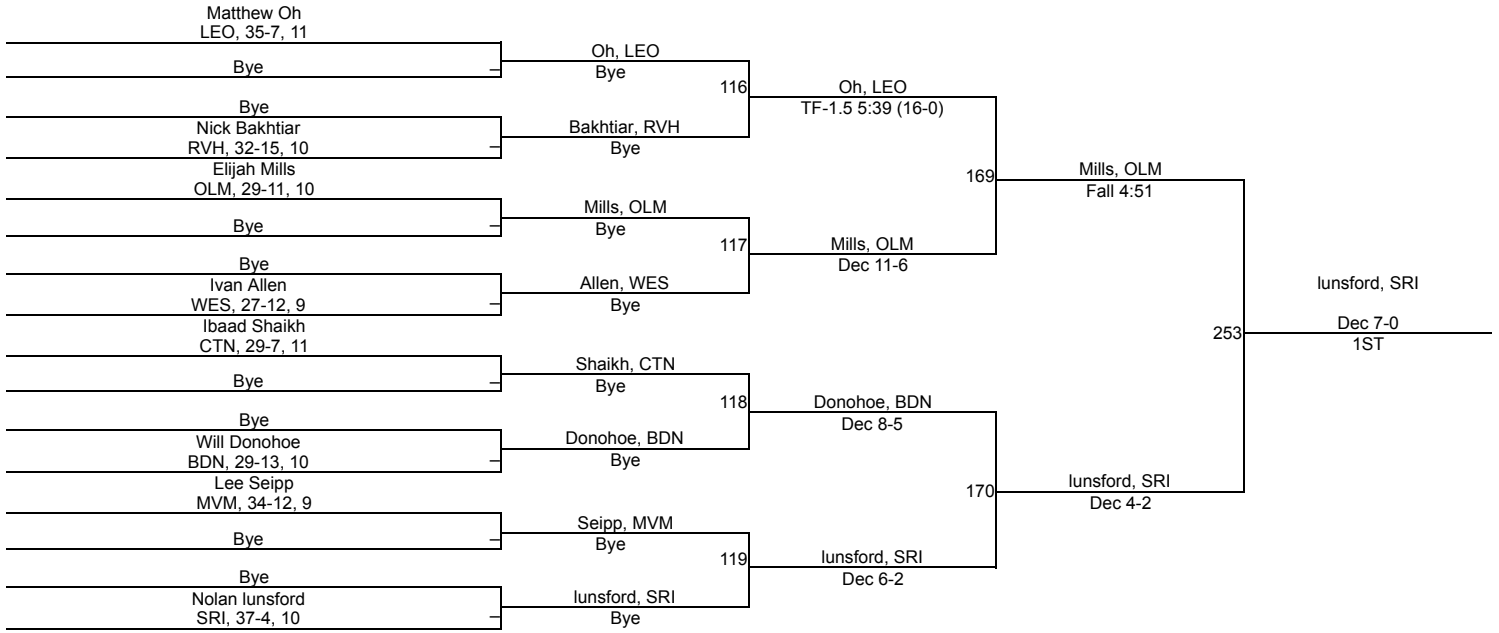 Matthew Oh
LEO, 35-7, 11
Bye
Bye
Nick Bakhtiar
RVH, 32-15, 10
Elijah Mills
OLM, 29-11, 10
Bye
Bye
Ivan Allen
WES, 27-12, 9
Ibaad Shaikh
CTN, 29-7, 11
Bye
Bye
Will Donohoe
BDN, 29-13, 10
Lee Seipp
MVM, 34-12, 9
Bye
Bye
Nolan lunsford
SRI, 37-4, 10
Oh, LEO
Bye
Bakhtiar, RVH
Bye
Mills, OLM
Bye
Allen, WES
Bye
Shaikh, CTN
Bye
Donohoe, BDN
Bye
Seipp, MVM
Bye
lunsford, SRI
Bye
116
117
118
119
Oh, LEO
TF-1.5 5:39 (16-0)
Mills, OLM
Dec 11-6
Donohoe, BDN
Dec 8-5
lunsford, SRI
Dec 6-2
169
170
Mills, OLM
Fall 4:51
lunsford, SRI
Dec 4-2
253
lunsford, SRI
Dec 7-0
1ST